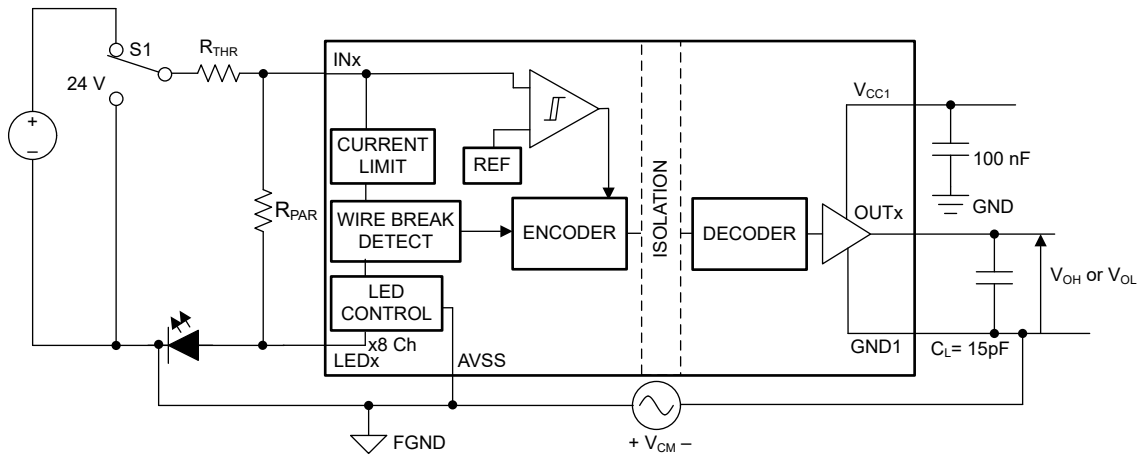 S1
R_THR
24 V
+
–
INx
V_CC1
CURRENT
LIMIT
REF
100 nF
GND
R_PAR
WIRE BREAK
DETECT
ENCODER
ISOLATION
DECODER
OUTx
V_OH or V_OL
LED
CONTROL
x8 Ch
LEDx
AVSS
GND1
C_L= 15pF
FGND
+ V_CM –